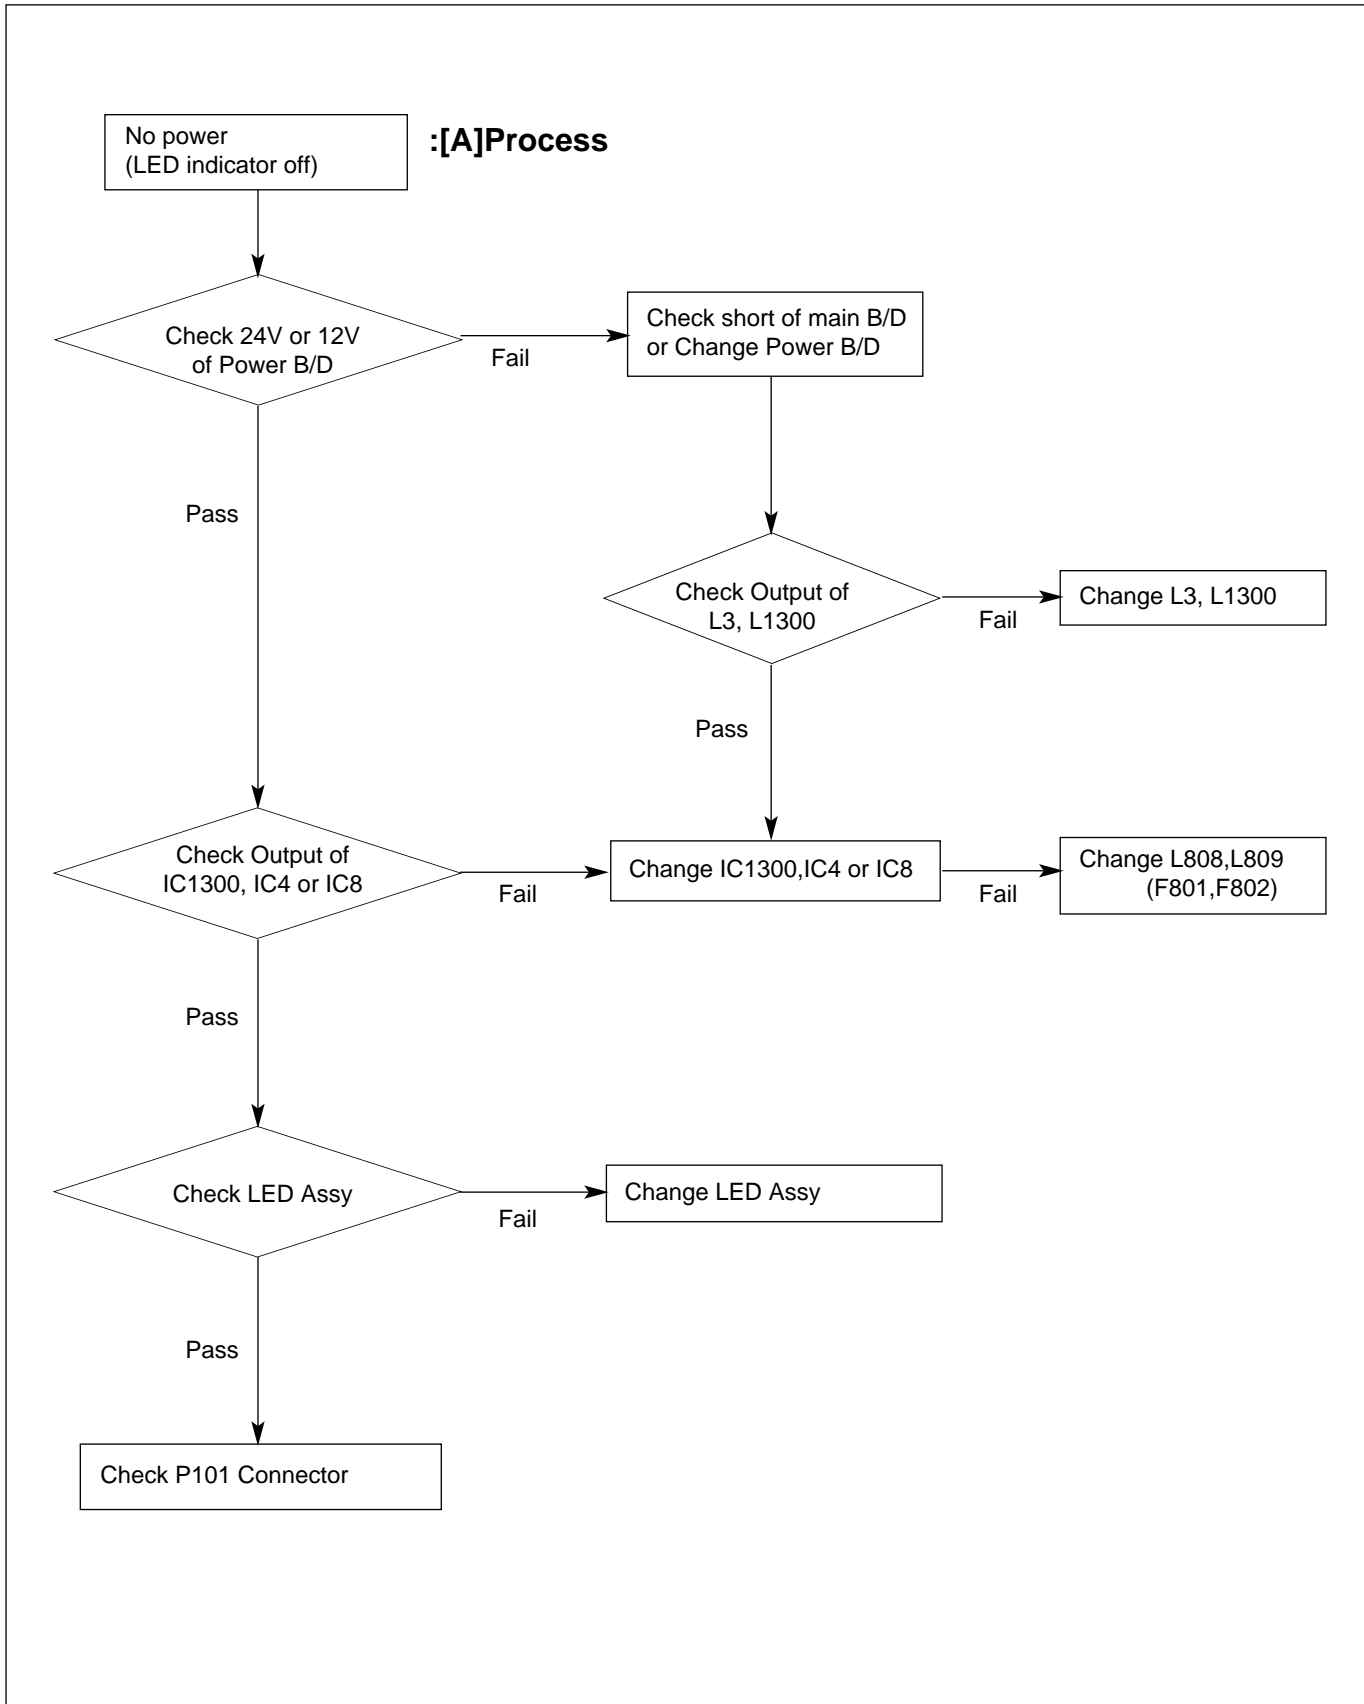 No power
(LED indicator off)
:[A]Process
Check 24V or 12V
of Power B/D
Fail
Check short of main B/D
or Change Power B/D
Pass
Check Output of
L3, L1300
Fail
Change L3, L1300
Pass
Check Output of
IC1300, IC4 or IC8
Fail
Change IC1300,IC4 or IC8
Fail
Change L808,L809
(F801,F802)
Pass
Check LED Assy
Fail
Change LED Assy
Pass
Check P101 Connector